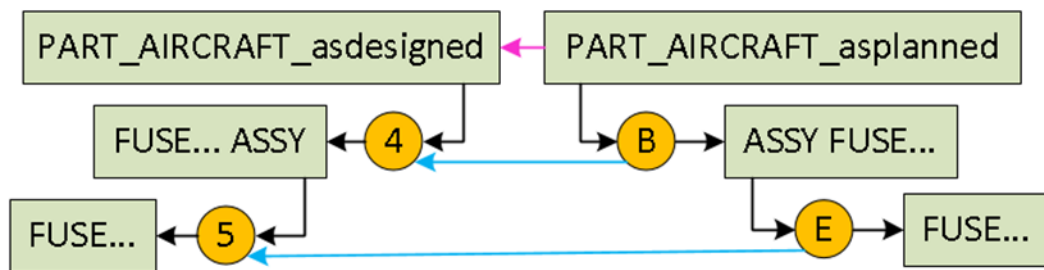 PART_AIRCRAFT_asdesigned PART_AIRCRAFT_asplanned
FUSE... ASSY 4 B ASSY FUSE...
FUSE... 5 E FUSE...